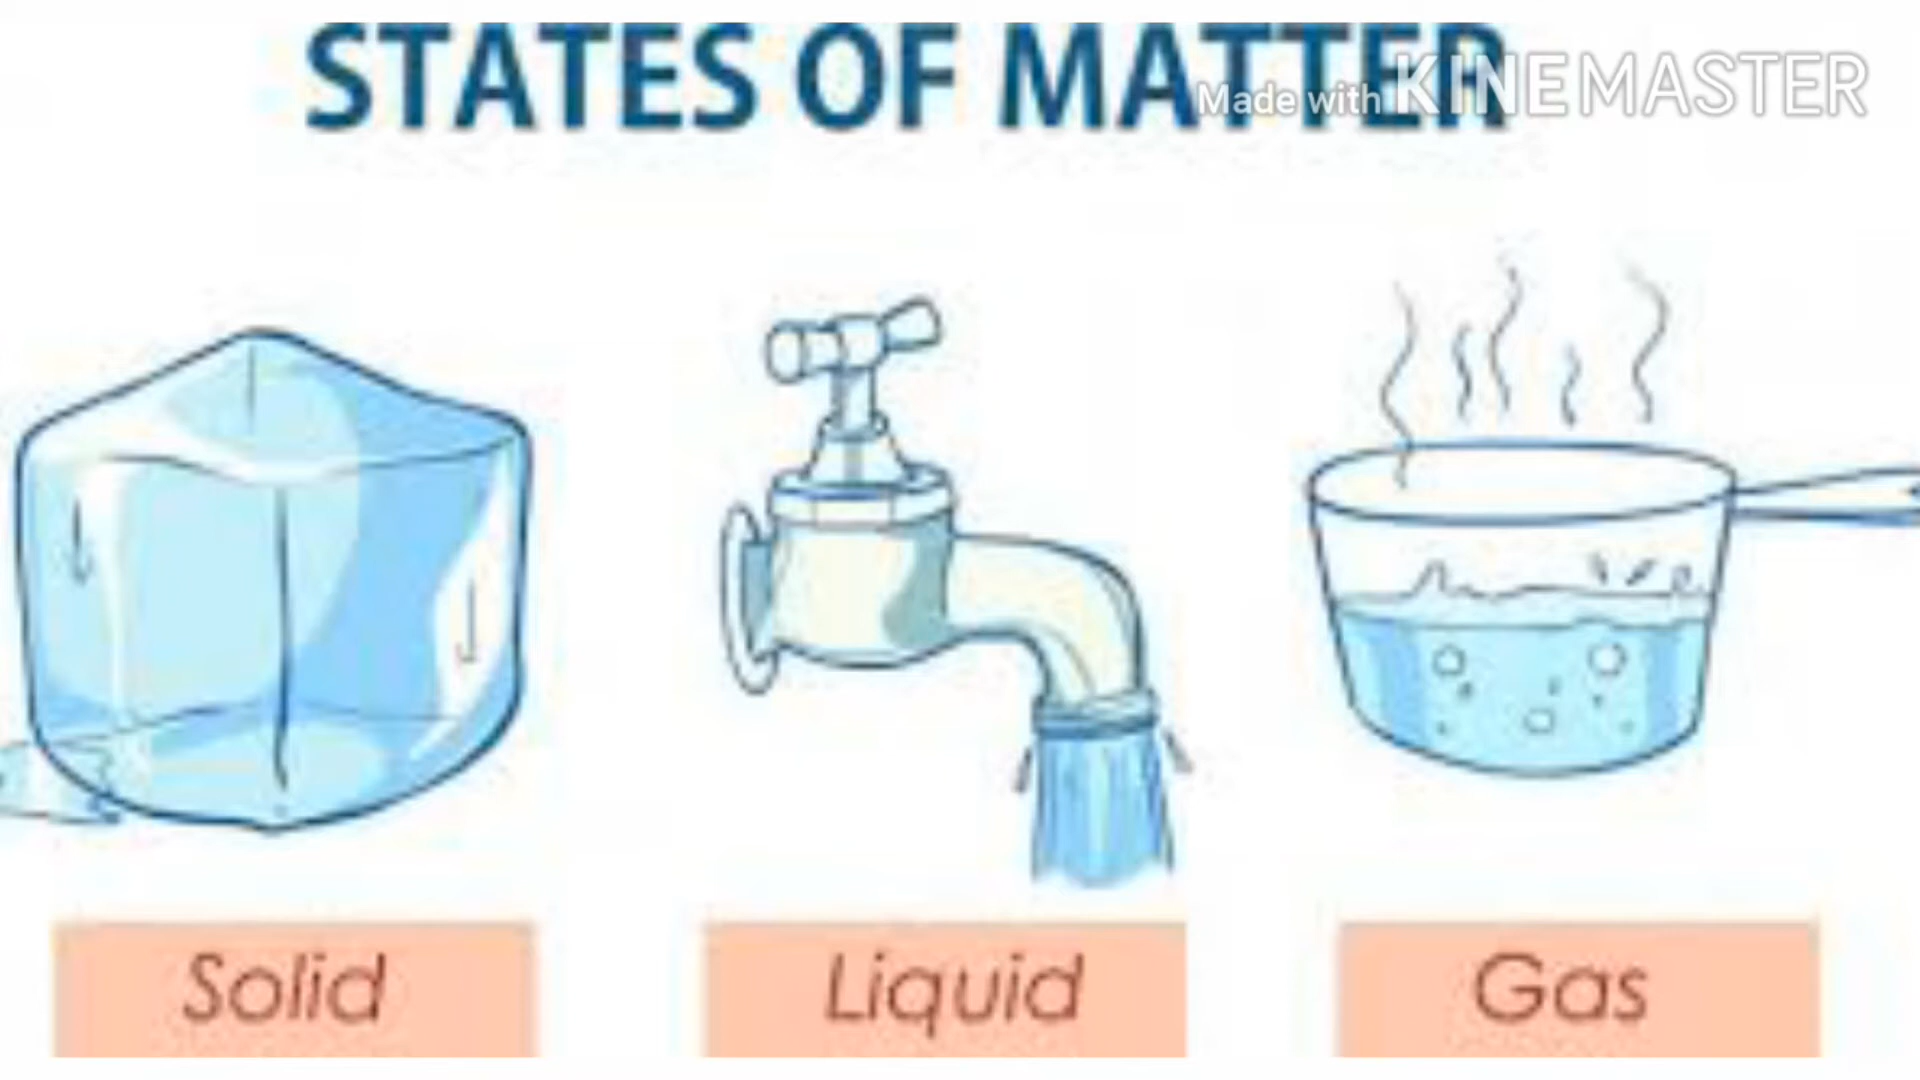 STATES OF MATTER
Made with KINEMASTER
Solid
Liquid
Gas